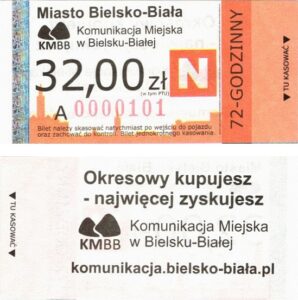 Miasto Bielsko-Biała
KMBB
Komunikacja Miejska
w Bielsku-Białej
32,00 zł
(w tym PTU)
N
A 0000101
Bilet należy skasować natychmiast po wejściu do pojazdu
oraz zachować do kontroli. Bilet jednokrotnego kasowania.
72-GODZINNY
▲ TU KASOWAĆ ▲
▼ TU KASOWAĆ ▼
Okresowy kupujesz
- najwięcej zyskujesz
KMBB
Komunikacja Miejska
w Bielsku-Białej
komunikacja.bielsko-biala.pl